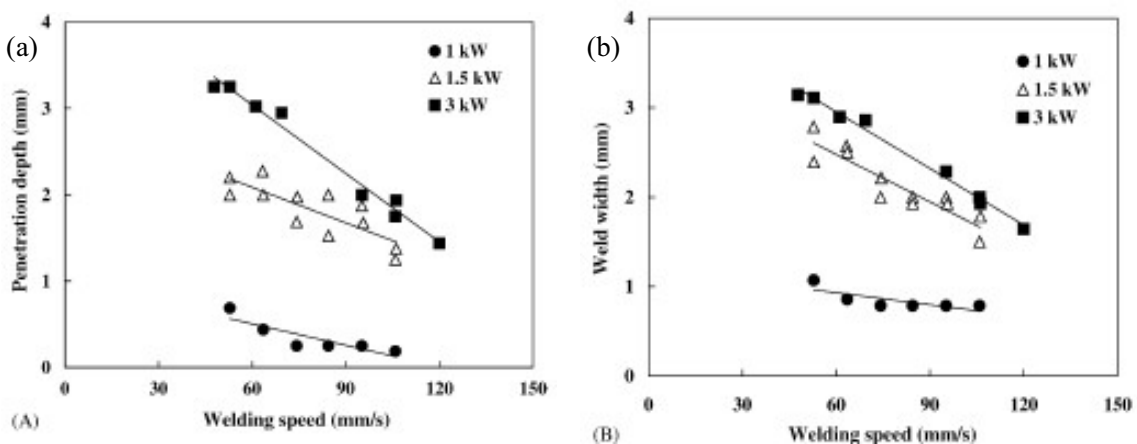 (a)
4
3
2
1
0
Penetration depth (mm)
1 kW
1.5 kW
3 kW
0 30 60 90 120 150
Welding speed (mm/s)
(A)
(b)
4
3
2
1
0
Weld width (mm)
1 kW
1.5 kW
3 kW
0 30 60 90 120 150
Welding speed (mm/s)
(B)